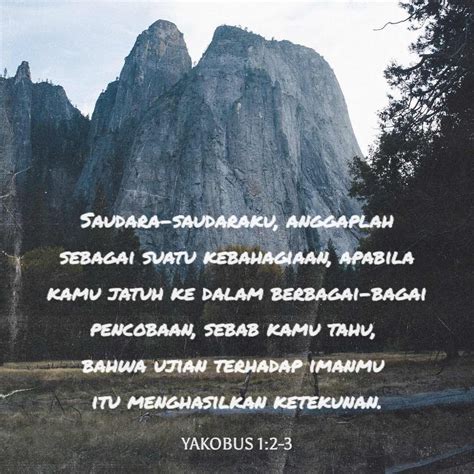 Saudara-saudaraku, anggaplah
sebagai suatu kebahagiaan, apabila
kamu jatuh ke dalam berbagai-bagai
pencobaan, sebab kamu tahu,
bahwa ujian terhadap imanmu
itu menghasilkan ketekunan.
YAKOBUS 1:2-3